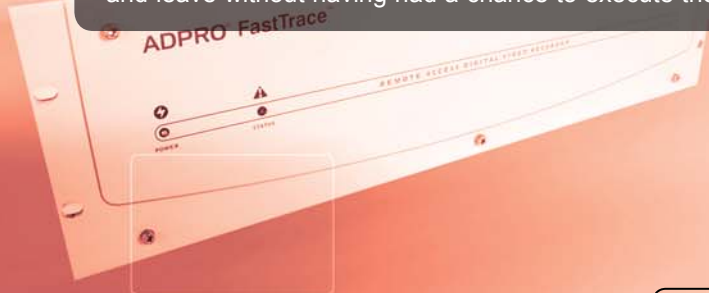 and leave without having had a chance to execute the
ADPRO® FastTrace
REMOTE ACCESS DIGITAL VIDEO RECORDER
POWER
STATUS